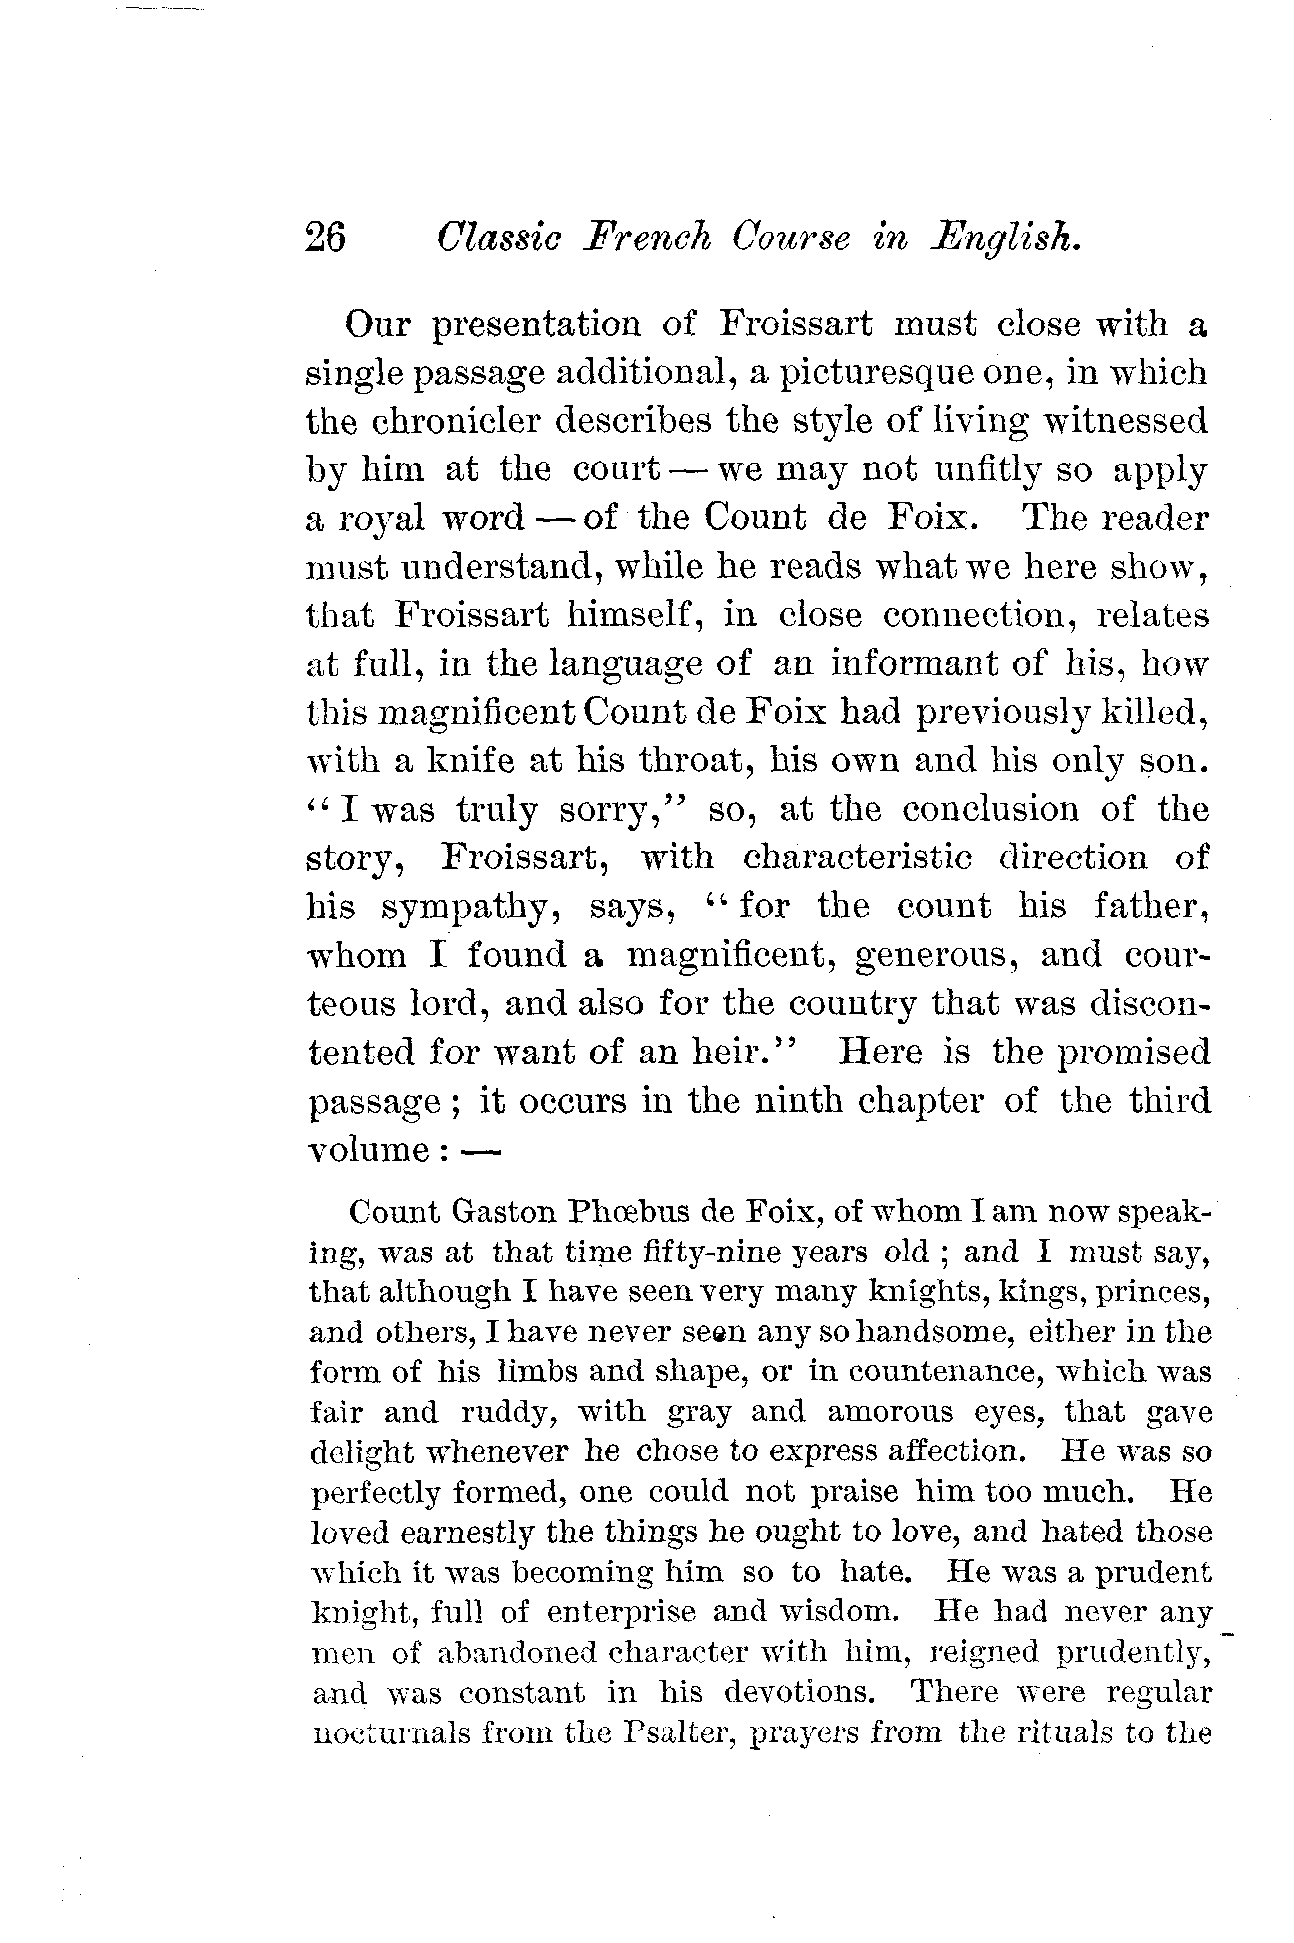 26 Classic French Course in English.
Our presentation of Froissart must close with a
single passage additional, a picturesque one, in which
the chronicler describes the style of living witnessed
by him at the court — we may not unfitly so apply
a royal word — of the Count de Foix. The reader
must understand, while he reads what we here show,
that Froissart himself, in close connection, relates
at full, in the language of an informant of his, how
this magnificent Count de Foix had previously killed,
with a knife at his throat, his own and his only son.
“I was truly sorry,” so, at the conclusion of the
story, Froissart, with characteristic direction of
his sympathy, says, “for the count his father,
whom I found a magnificent, generous, and cour-
teous lord, and also for the country that was discon-
tented for want of an heir.” Here is the promised
passage; it occurs in the ninth chapter of the third
volume: —
Count Gaston Phœbus de Foix, of whom I am now speak-
ing, was at that time fifty-nine years old; and I must say,
that although I have seen very many knights, kings, princes,
and others, I have never seen any so handsome, either in the
form of his limbs and shape, or in countenance, which was
fair and ruddy, with gray and amorous eyes, that gave
delight whenever he chose to express affection. He was so
perfectly formed, one could not praise him too much. He
loved earnestly the things he ought to love, and hated those
which it was becoming him so to hate. He was a prudent
knight, full of enterprise and wisdom. He had never any
men of abandoned character with him, reigned prudently,
and was constant in his devotions. There were regular
nocturnals from the Psalter, prayers from the rituals to the